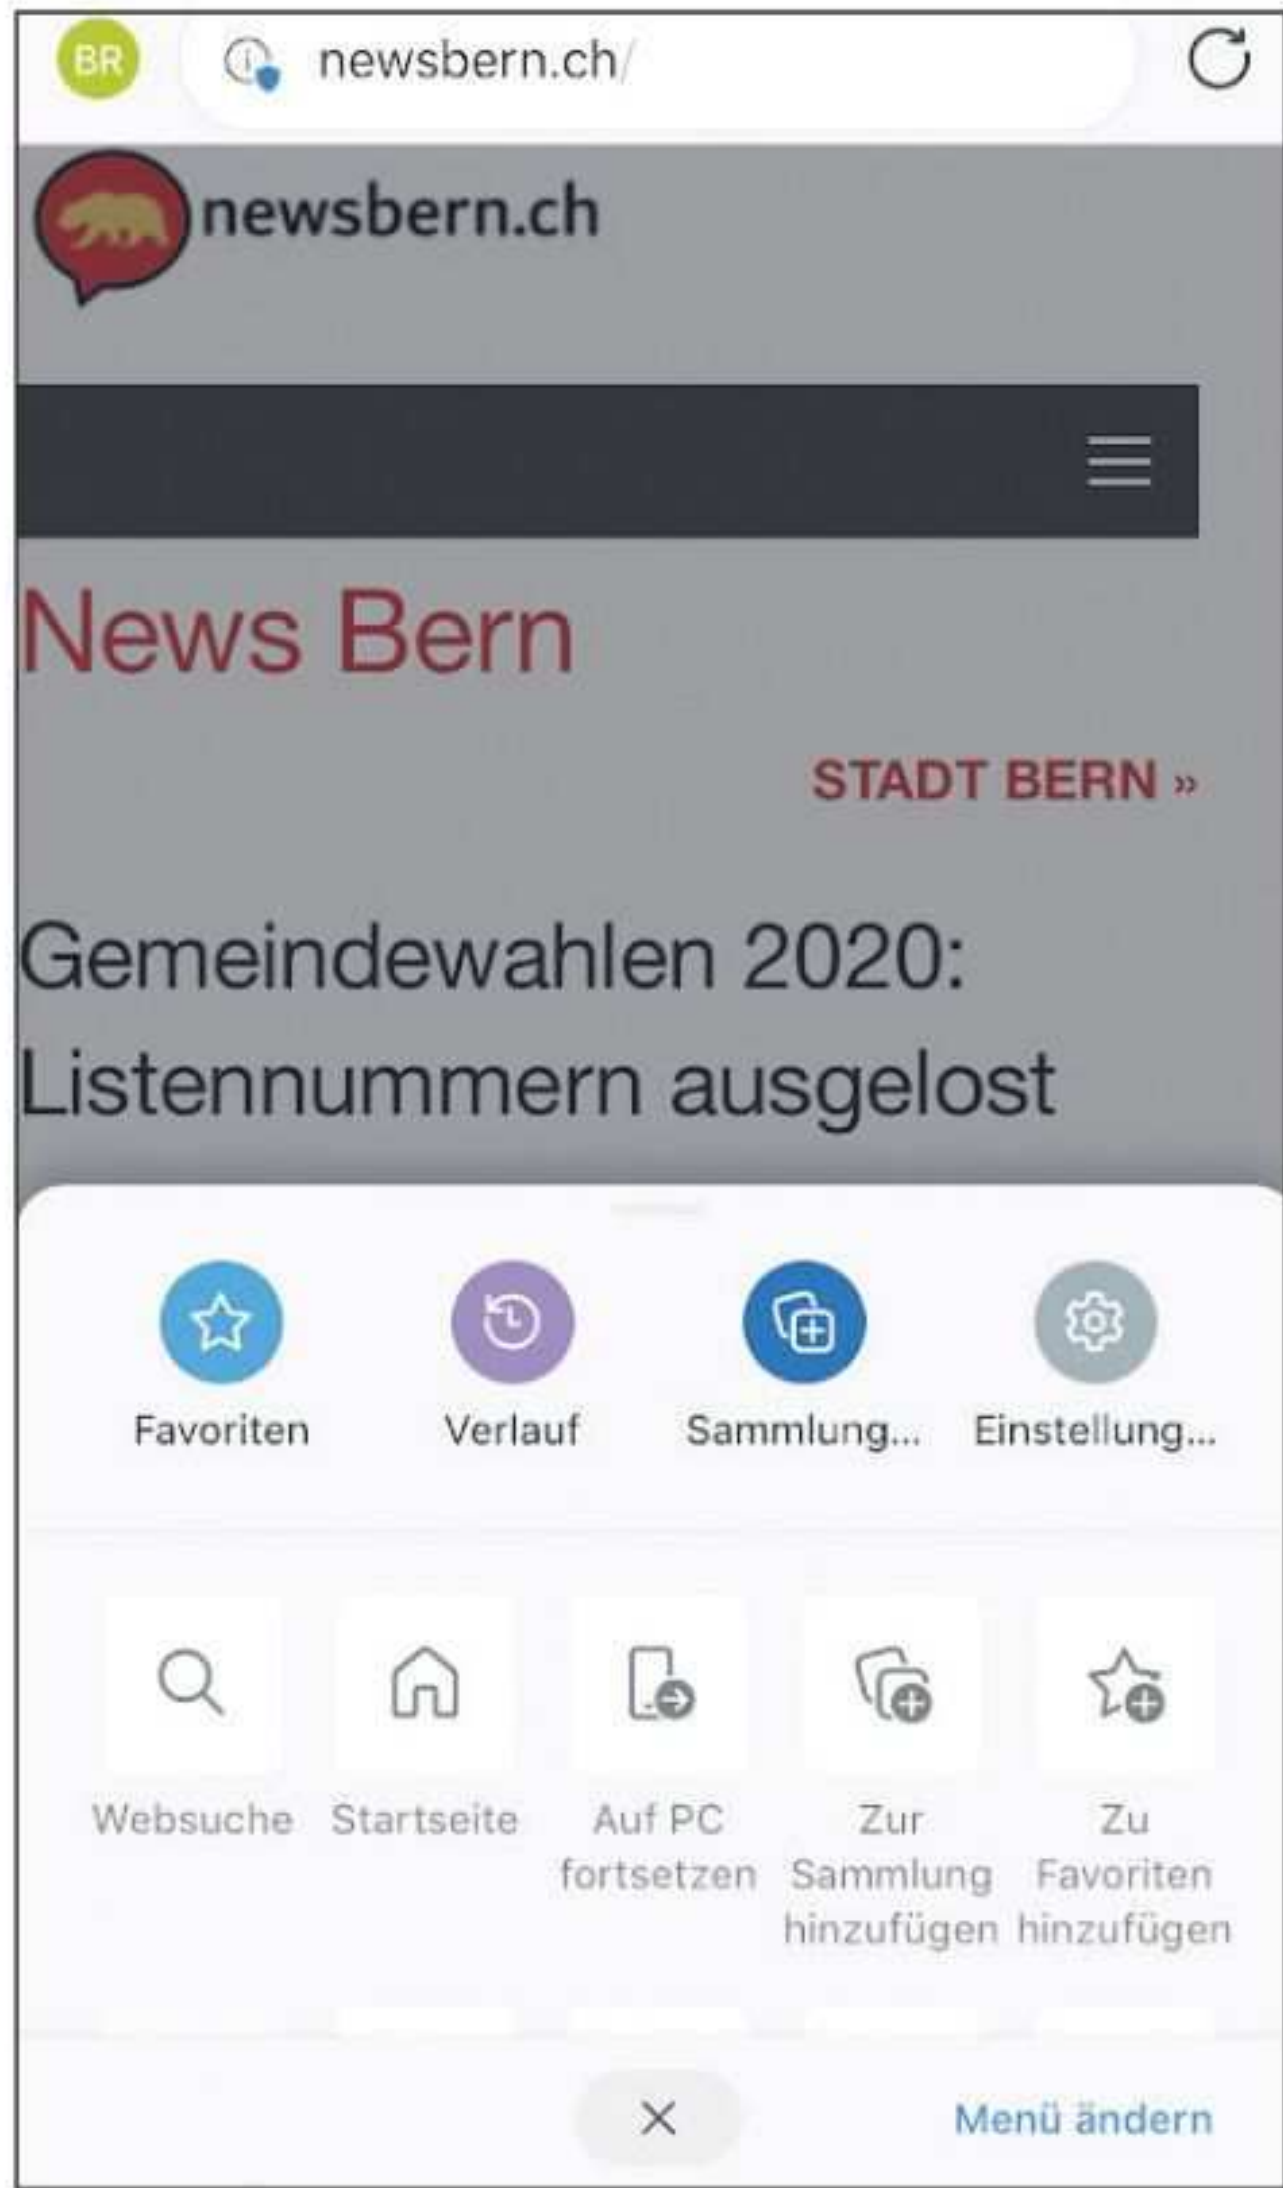 BR
newsbern.ch/
newsbern.ch
News Bern
STADT BERN »
Gemeindewahlen 2020:
Listennummern ausgelost
Favoriten
Verlauf
Sammlung...
Einstellung...
Websuche
Startseite
Auf PC
fortsetzen
Zur
Sammlung
hinzufügen
Zu
Favoriten
hinzufügen
Menü ändern